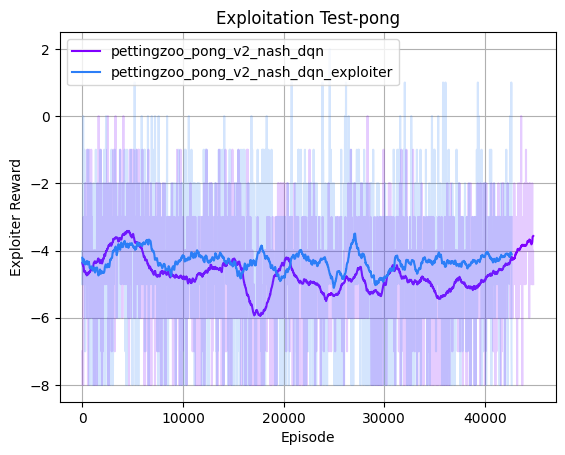 Exploitation Test-pong
pettingzoo_pong_v2_nash_dqn
pettingzoo_pong_v2_nash_dqn_exploiter
Exploiter Reward
2
0
−2
−4
−6
−8
0 10000 20000 30000 40000
Episode